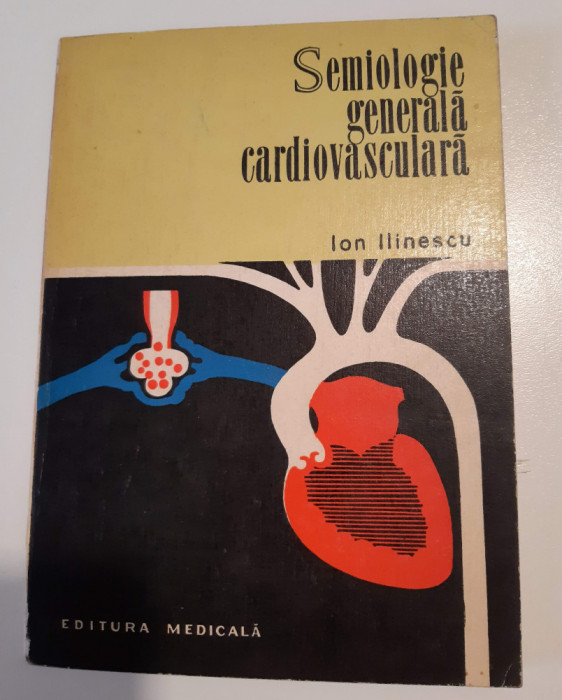 Semiologie
generală
cardiovasculară
Ion Ilinescu
EDITURA MEDICALĂ